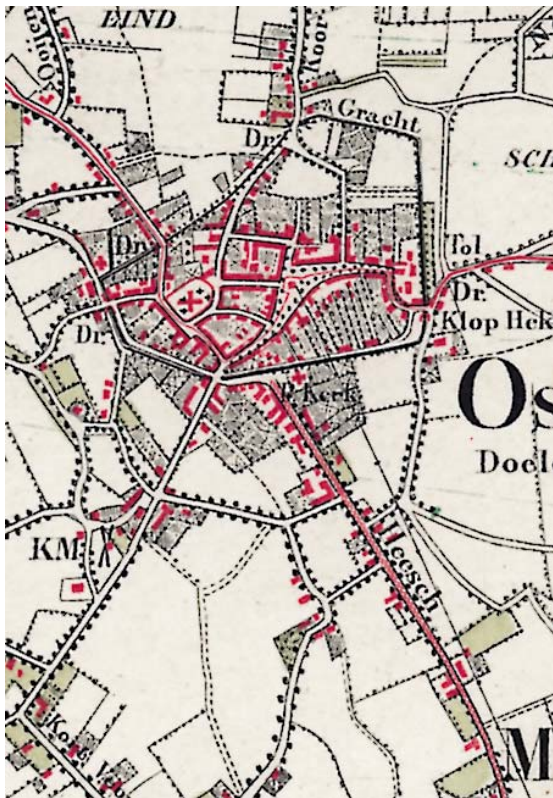 EIND
Koor
Gracht
Dr.
SCH
Dr.
Tol
Dr.
Klop Hek
Dr.
R. Kerk
Os
Doel
KM
Heesch
M